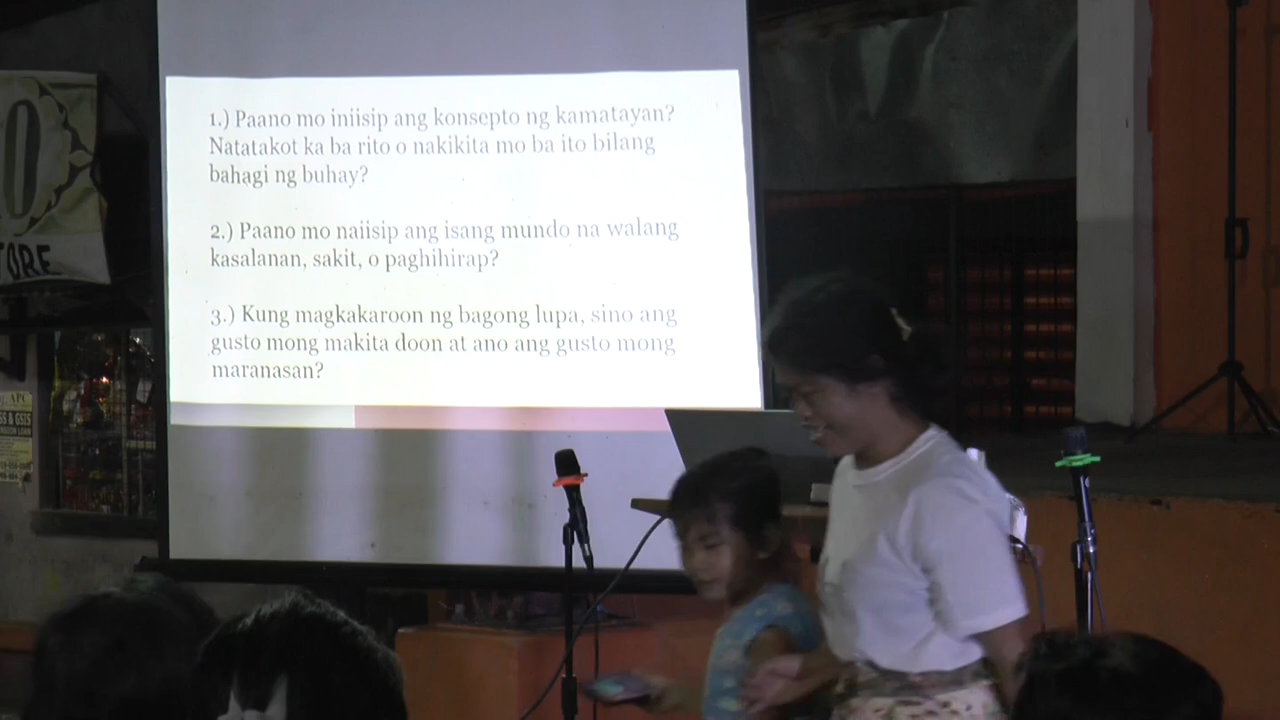 1.) Paano mo iniisip ang konsepto ng kamatayan?
Natatakot ka ba rito o nakikita mo ba ito bilang
bahagi ng buhay?
2.) Paano mo naiisip ang isang mundo na walang
kasalanan, sakit, o paghihirap?
3.) Kung magkakaroon ng bagong lupa, sino ang
gusto mong makita doon at ano ang gusto mong
maranasan?